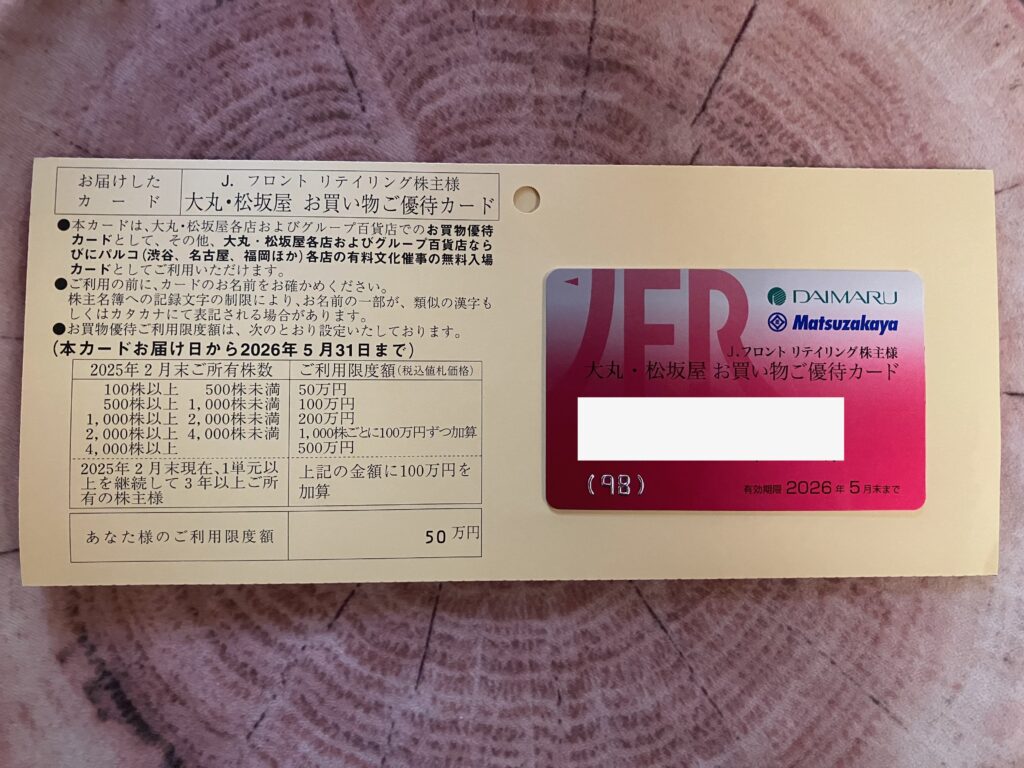 お届けした
カード
J. フロント リテイリング株主様
大丸・松坂屋 お買い物ご優待カード
●本カードは、大丸・松坂屋各店およびグループ百貨店でのお買物優待
カードとして、その他、大丸・松坂屋各店およびグループ百貨店なら
びにパルコ(渋谷、名古屋、福岡ほか)各店の有料文化催事の無料入場
カードとしてご利用いただけます。
●ご利用の前に、カードのお名前をお確かめください。
株主名簿への記録文字の制限により、お名前の一部が、類似の漢字も
しくはカタカナにて表記される場合があります。
●お買物優待ご利用限度額は、次のとおり設定いたしております。
(本カードお届け日から2026年5月31日まで)
2025年2月末ご所有株数 ご利用限度額(税込値札価格)
100株以上 500株未満 50万円
500株以上 1,000株未満 100万円
1,000株以上 2,000株未満 200万円
2,000株以上 4,000株未満 1,000株ごとに100万円ずつ加算
4,000株以上 500万円
2025年2月末現在、1単元以
上を継続して3年以上ご所
有の株主様
上記の金額に100万円を
加算
あなた様のご利用限度額 50万円
JFR
DAIMARU
Matsuzakaya
J.フロント リテイリング株主様
大丸・松坂屋 お買い物ご優待カード
(98)
有効期限 2026年5月末まで